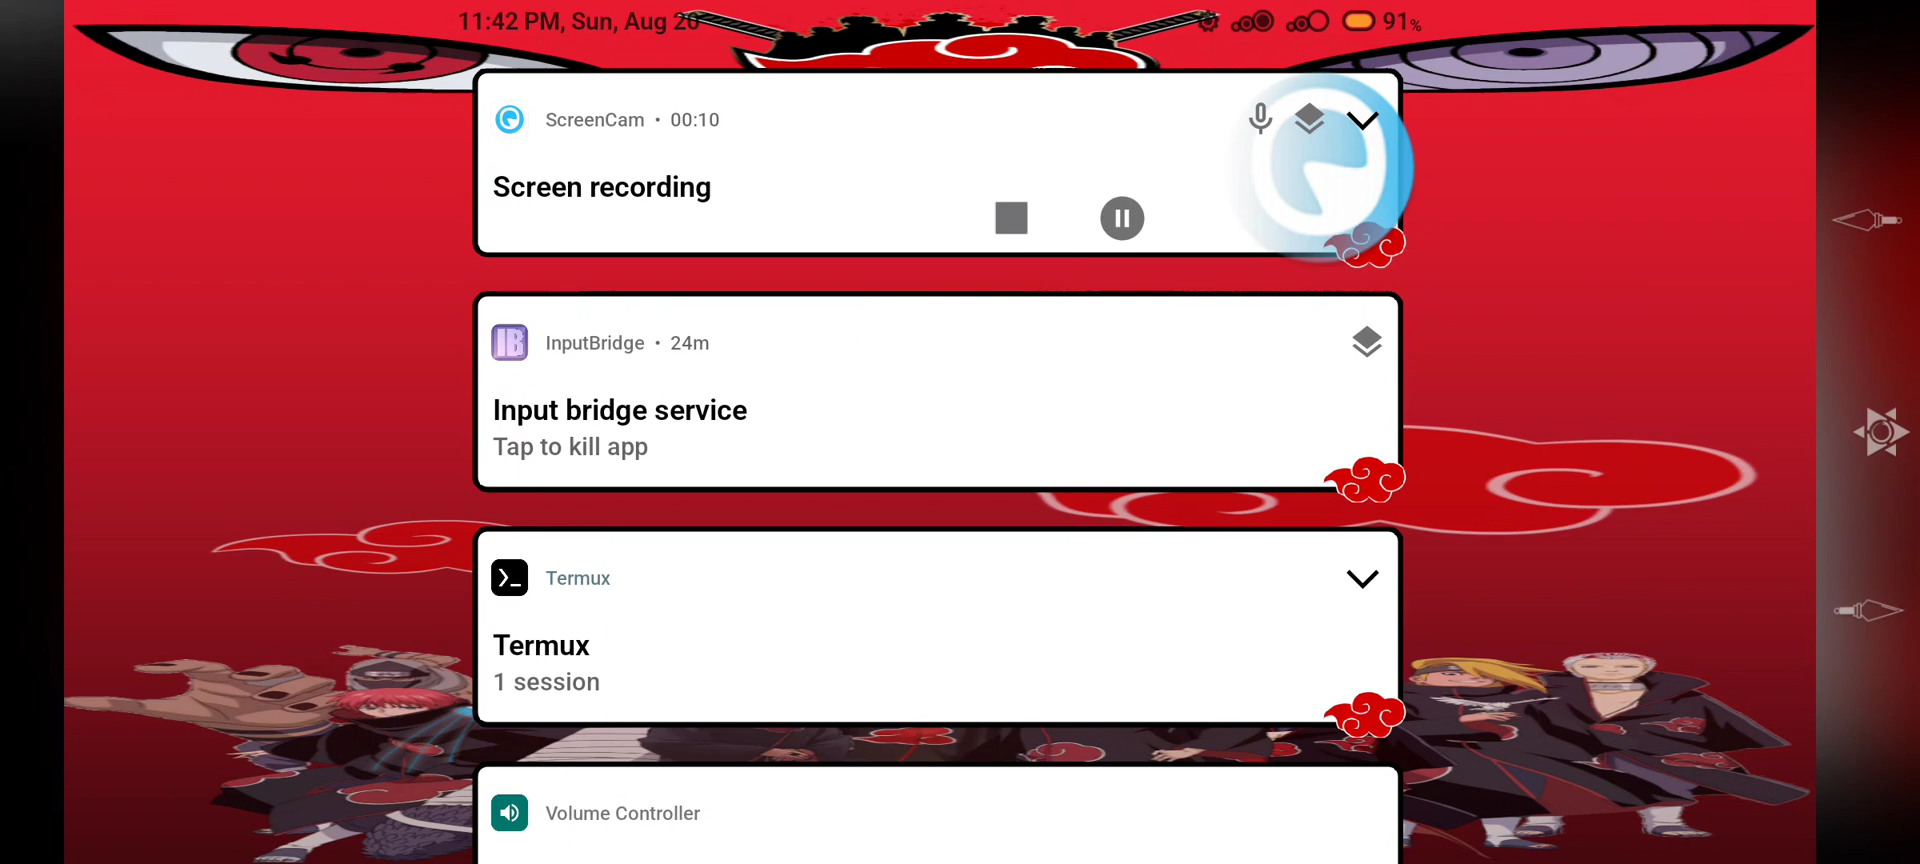 11:42 PM, Sun, Aug 20
91%
ScreenCam • 00:10
Screen recording
IB
InputBridge • 24m
Input bridge service
Tap to kill app
>_
Termux
Termux
1 session
Volume Controller